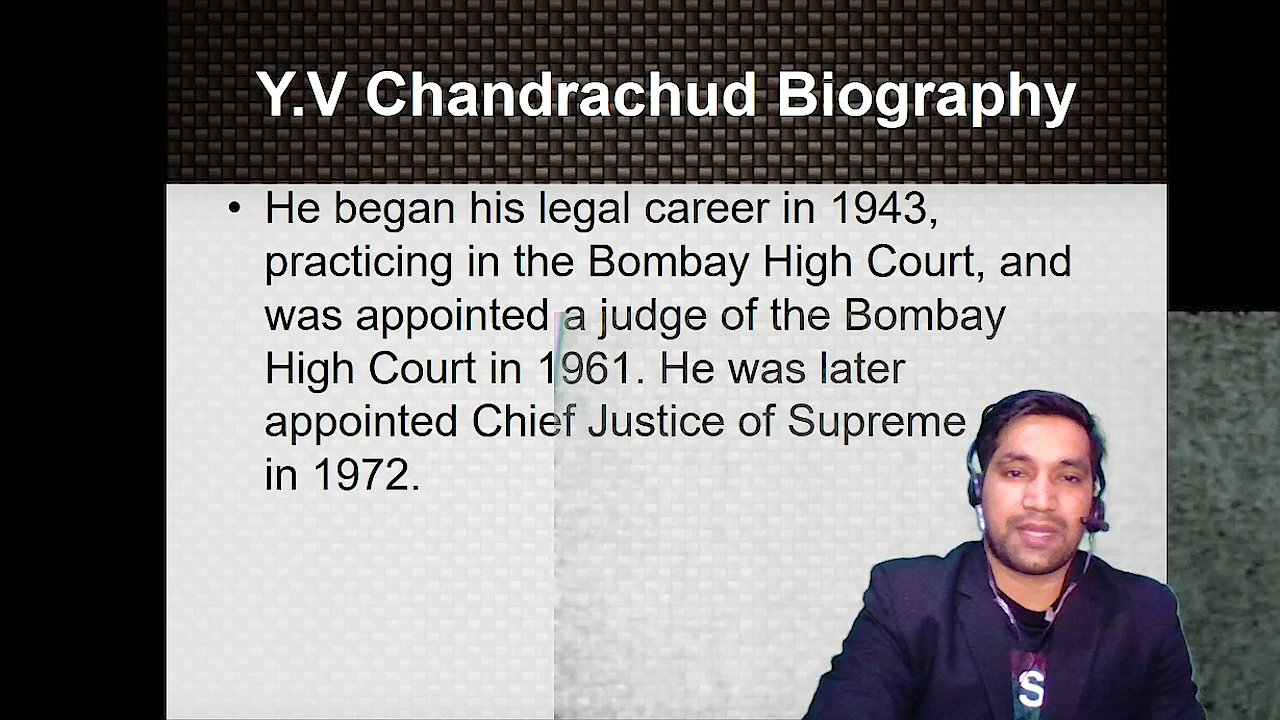 Y.V Chandrachud Biography
• He began his legal career in 1943,
practicing in the Bombay High Court, and
was appointed a judge of the Bombay
High Court in 1961. He was later
appointed Chief Justice of Supreme
in 1972.
S